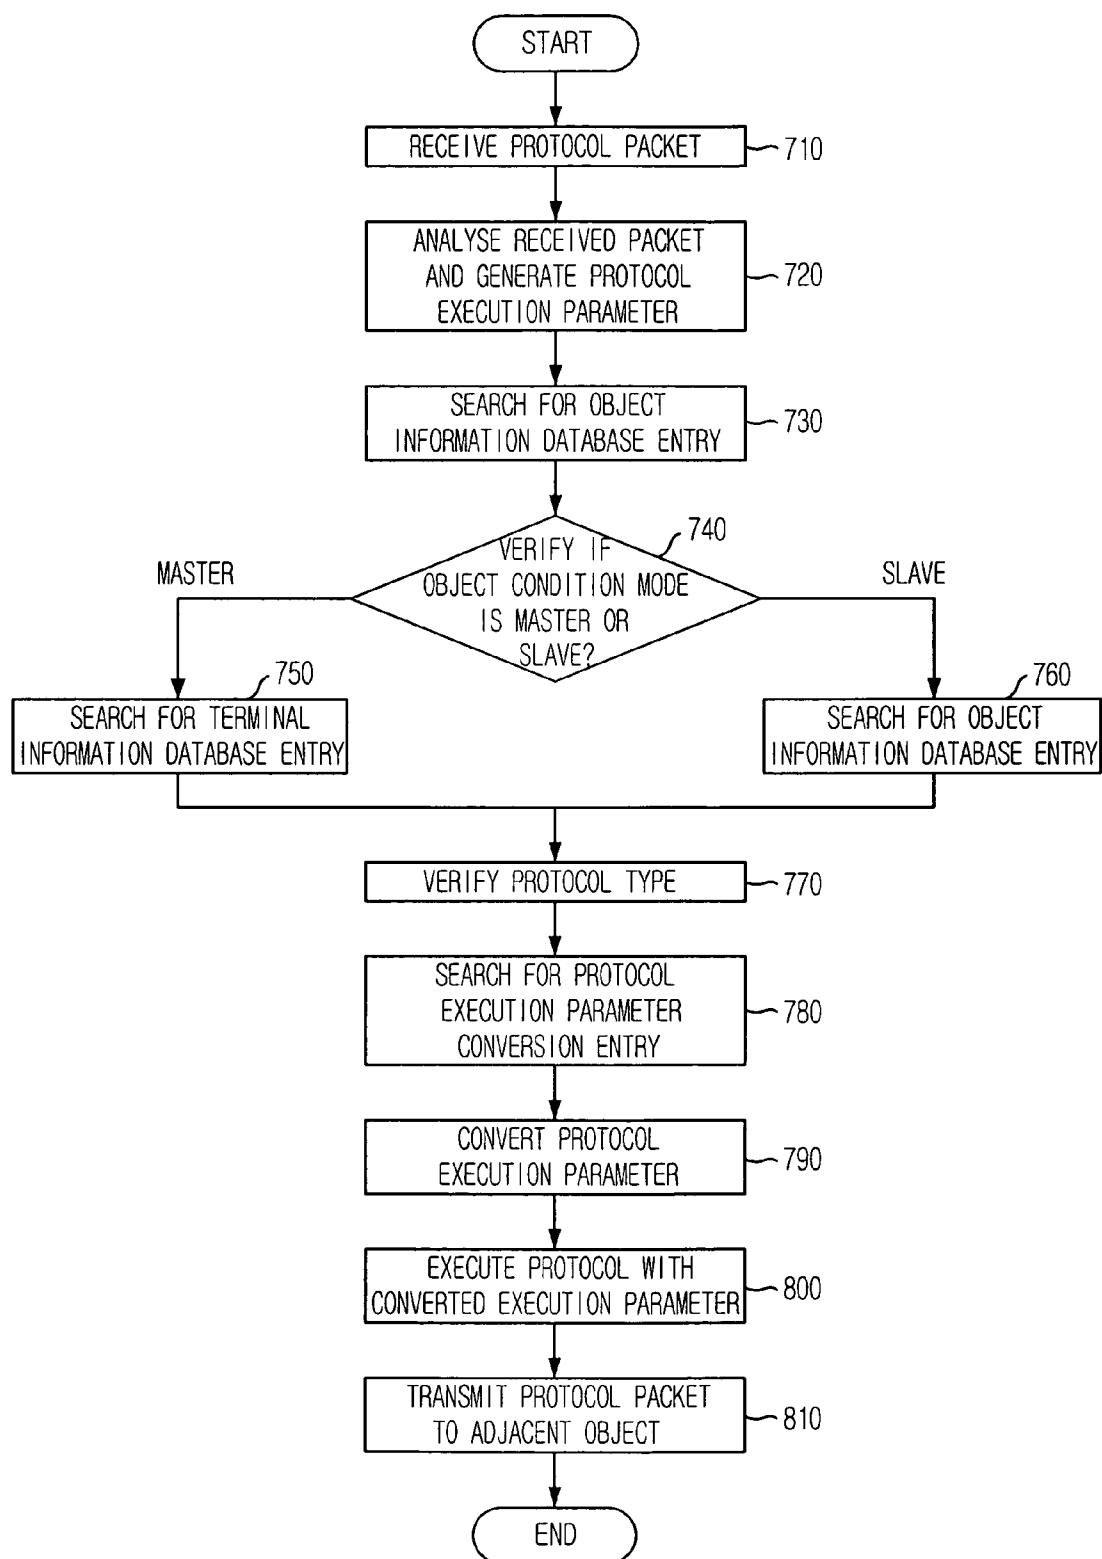 START
RECEIVE PROTOCOL PACKET
710
ANALYSE RECEIVED PACKET
AND GENERATE PROTOCOL
EXECUTION PARAMETER
720
SEARCH FOR OBJECT
INFORMATION DATABASE ENTRY
730
740
VERIFY IF
OBJECT CONDITION MODE
IS MASTER OR
SLAVE?
MASTER
SLAVE
750
SEARCH FOR TERMINAL
INFORMATION DATABASE ENTRY
760
SEARCH FOR OBJECT
INFORMATION DATABASE ENTRY
VERIFY PROTOCOL TYPE
770
SEARCH FOR PROTOCOL
EXECUTION PARAMETER
CONVERSION ENTRY
780
CONVERT PROTOCOL
EXECUTION PARAMETER
790
EXECUTE PROTOCOL WITH
CONVERTED EXECUTION PARAMETER
800
TRANSMIT PROTOCOL PACKET
TO ADJACENT OBJECT
810
END